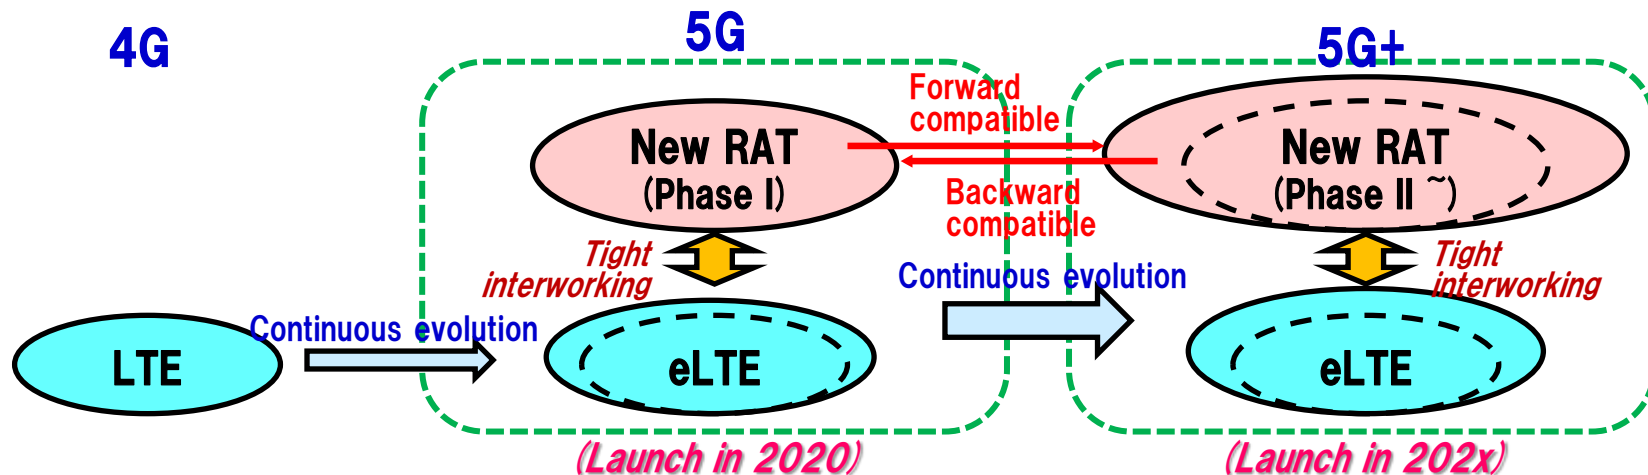 4G
5G
5G+
Forward
compatible
New RAT
(Phase I)
New RAT
(Phase II ~)
Backward
compatible
Tight
interworking
Continuous evolution
Tight
interworking
Continuous evolution
LTE
eLTE
eLTE
(Launch in 2020)
(Launch in 202x)